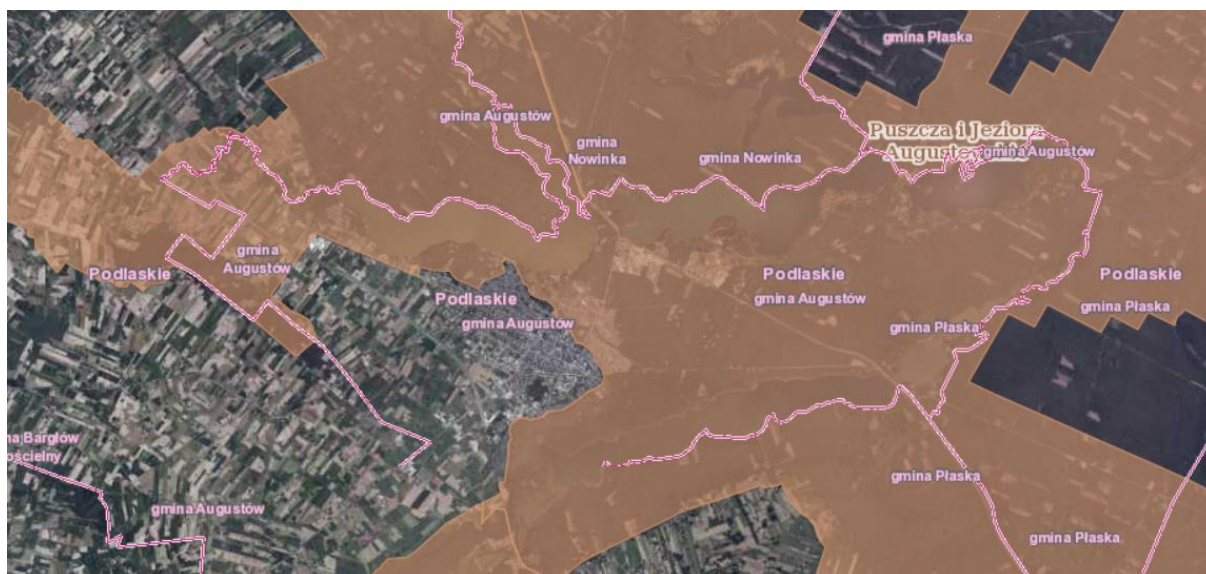 gmina Płaska
gmina Augustów
gmina
Nowinka
gmina Nowinka
Puszcza i Jeziora
Augustowskie
gmina Augustów
gmina
Augustów
Podlaskie
Podlaskie
gmina Augustów
Podlaskie
gmina Augustów
Podlaskie
gmina Płaska
gmina Płaska
na Bargłów
ościelny
gmina Augustów
gmina Płaska
gmina Płaska